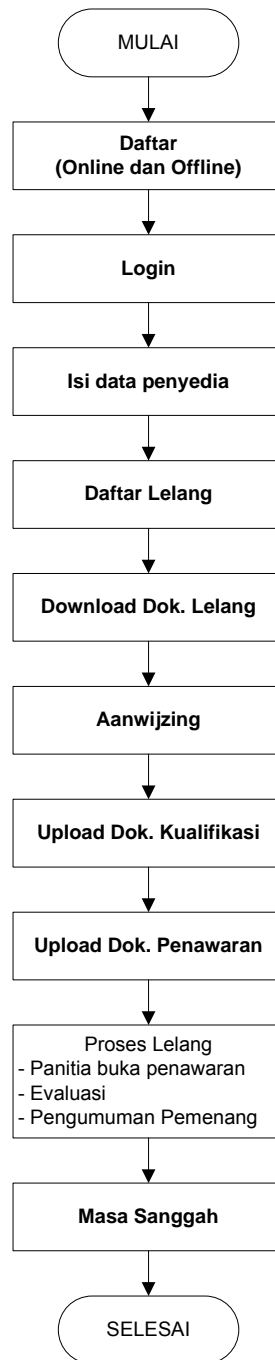 MULAI
Daftar
(Online dan Offline)
Login
Isi data penyedia
Daftar Lelang
Download Dok. Lelang
Aanwijzing
Upload Dok. Kualifikasi
Upload Dok. Penawaran
Proses Lelang
- Panitia buka penawaran
- Evaluasi
- Pengumuman Pemenang
Masa Sanggah
SELESAI